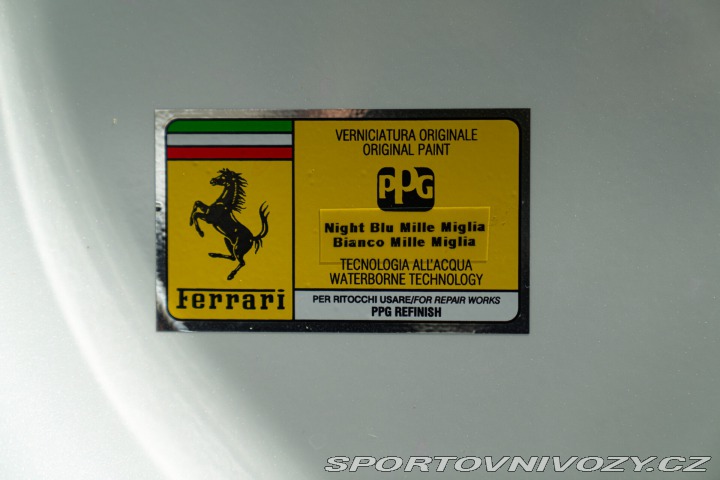 VERNICIATURA ORIGINALE
ORIGINAL PAINT
PPG
Night Blu Mille Miglia
Bianco Mille Miglia
TECNOLOGIA ALL'ACQUA
WATERBORNE TECHNOLOGY
Ferrari
PER RITOCCHI USARE/FOR REPAIR WORKS
PPG REFINISH
SPORTOVNIVOZY.CZ